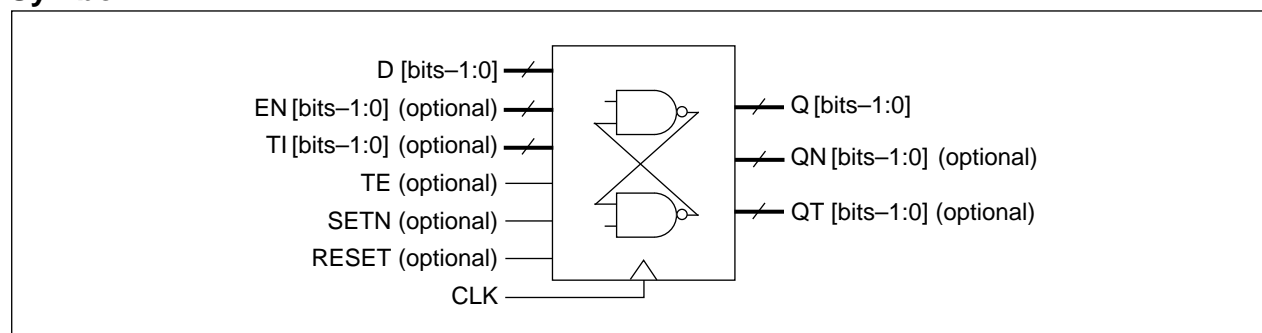 D [bits–1:0]
EN [bits–1:0] (optional)
TI [bits–1:0] (optional)
TE (optional)
SETN (optional)
RESET (optional)
CLK
Q [bits–1:0]
QN [bits–1:0] (optional)
QT [bits–1:0] (optional)